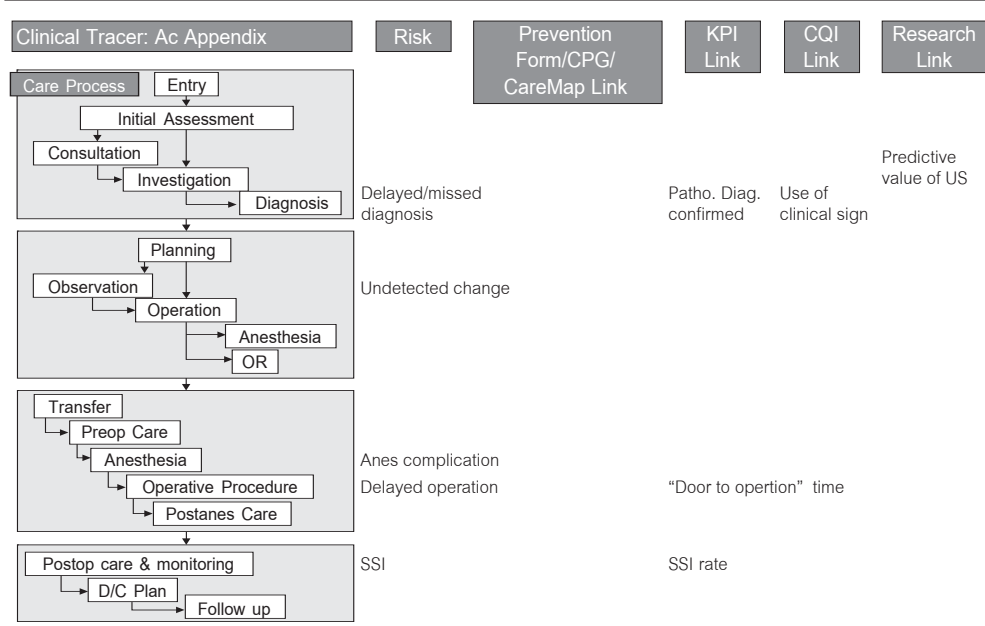 Clinical Tracer: Ac Appendix
Risk
Prevention
Form/CPG/
CareMap Link
KPI
Link
CQI
Link
Research
Link
Care Process
Entry
Initial Assessment
Consultation
Investigation
Diagnosis
Delayed/missed
diagnosis
Patho. Diag.
confirmed
Use of
clinical sign
Predictive
value of US
Planning
Observation
Undetected change
Operation
Anesthesia
OR
Transfer
Preop Care
Anesthesia
Anes complication
Operative Procedure
Delayed operation
“Door to opertion” time
Postanes Care
Postop care & monitoring
SSI
SSI rate
D/C Plan
Follow up